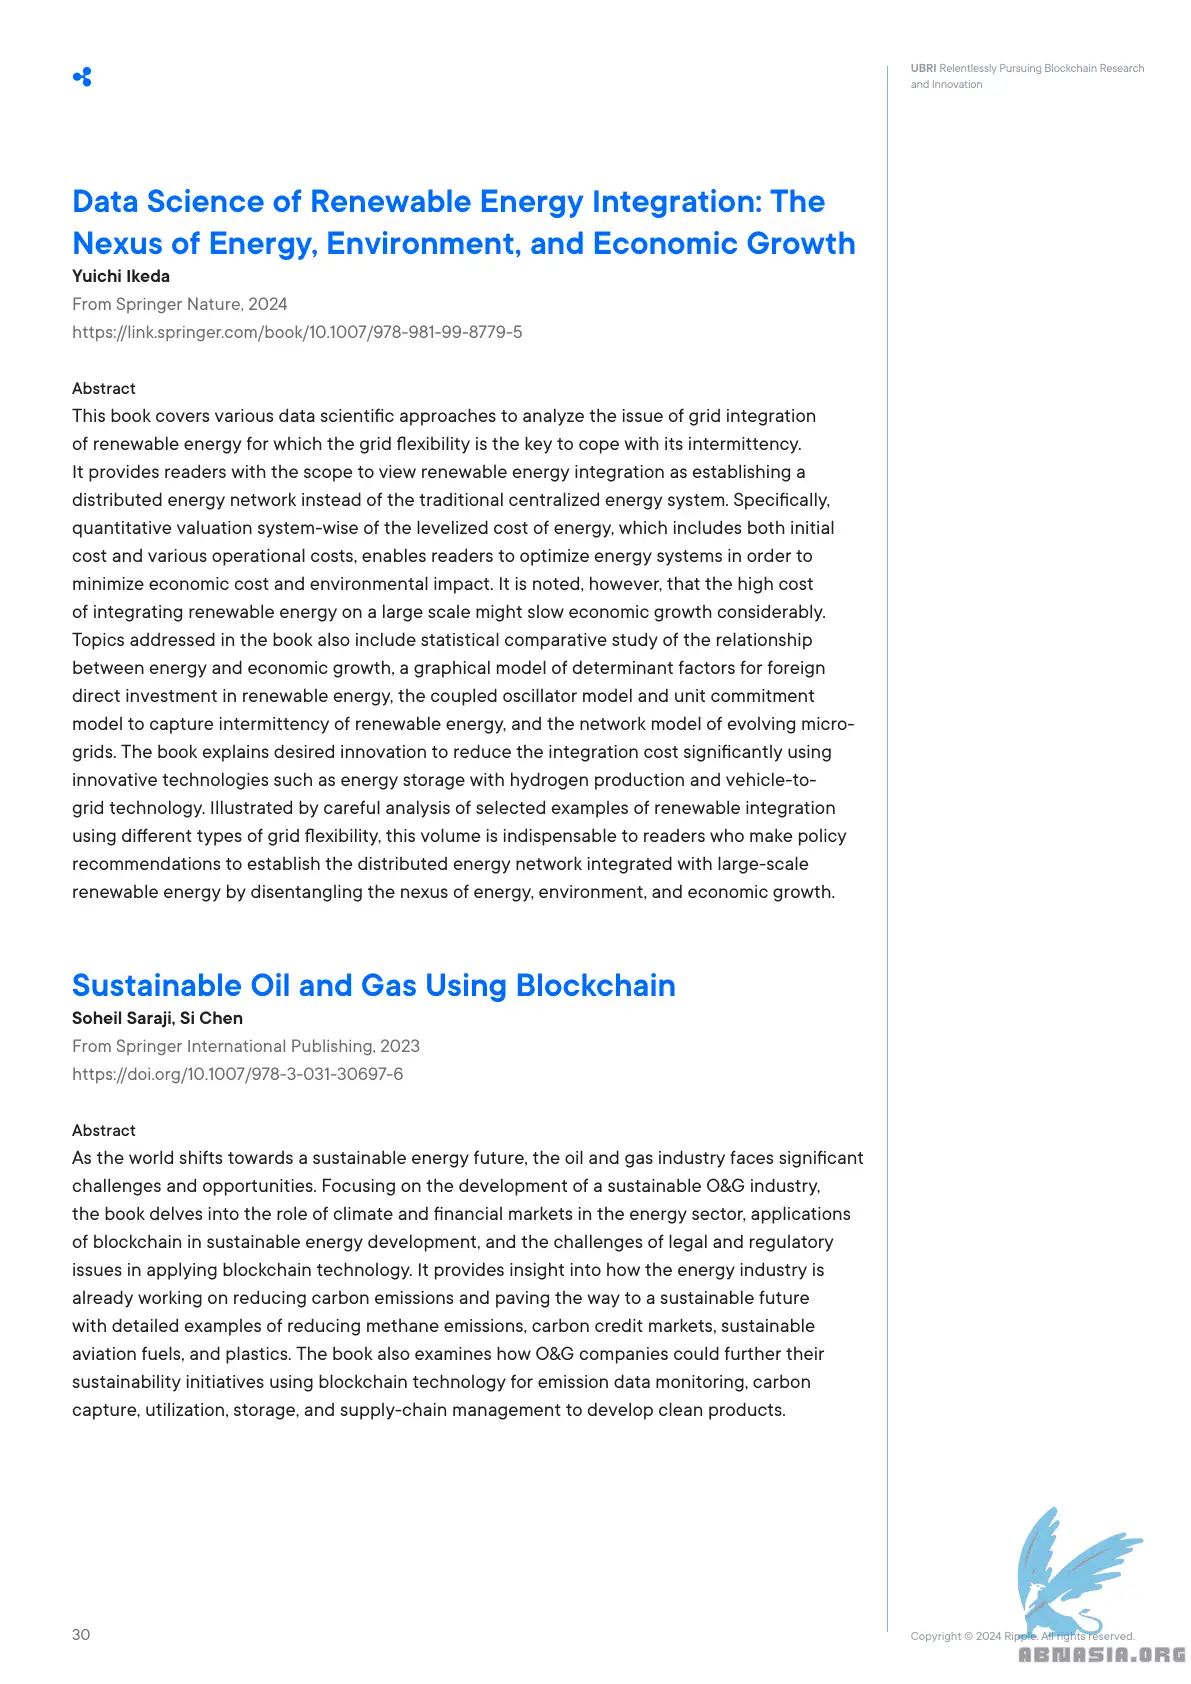 UBRI Relentlessly Pursuing Blockchain Research
and Innovation
Data Science of Renewable Energy Integration: The
Nexus of Energy, Environment, and Economic Growth
Yuichi Ikeda
From Springer Nature, 2024
https://link.springer.com/book/10.1007/978-981-99-8779-5
Abstract
This book covers various data scientific approaches to analyze the issue of grid integration
of renewable energy for which the grid flexibility is the key to cope with its intermittency.
It provides readers with the scope to view renewable energy integration as establishing a
distributed energy network instead of the traditional centralized energy system. Specifically,
quantitative valuation system-wise of the levelized cost of energy, which includes both initial
cost and various operational costs, enables readers to optimize energy systems in order to
minimize economic cost and environmental impact. It is noted, however, that the high cost
of integrating renewable energy on a large scale might slow economic growth considerably.
Topics addressed in the book also include statistical comparative study of the relationship
between energy and economic growth, a graphical model of determinant factors for foreign
direct investment in renewable energy, the coupled oscillator model and unit commitment
model to capture intermittency of renewable energy, and the network model of evolving micro-
grids. The book explains desired innovation to reduce the integration cost significantly using
innovative technologies such as energy storage with hydrogen production and vehicle-to-
grid technology. Illustrated by careful analysis of selected examples of renewable integration
using different types of grid flexibility, this volume is indispensable to readers who make policy
recommendations to establish the distributed energy network integrated with large-scale
renewable energy by disentangling the nexus of energy, environment, and economic growth.
Sustainable Oil and Gas Using Blockchain
Soheil Saraji, Si Chen
From Springer International Publishing, 2023
https://doi.org/10.1007/978-3-031-30697-6
Abstract
As the world shifts towards a sustainable energy future, the oil and gas industry faces significant
challenges and opportunities. Focusing on the development of a sustainable O&G industry,
the book delves into the role of climate and financial markets in the energy sector, applications
of blockchain in sustainable energy development, and the challenges of legal and regulatory
issues in applying blockchain technology. It provides insight into how the energy industry is
already working on reducing carbon emissions and paving the way to a sustainable future
with detailed examples of reducing methane emissions, carbon credit markets, sustainable
aviation fuels, and plastics. The book also examines how O&G companies could further their
sustainability initiatives using blockchain technology for emission data monitoring, carbon
capture, utilization, storage, and supply-chain management to develop clean products.
30
Copyright © 2024 Ripple. All rights reserved.
ABNASIA.ORG